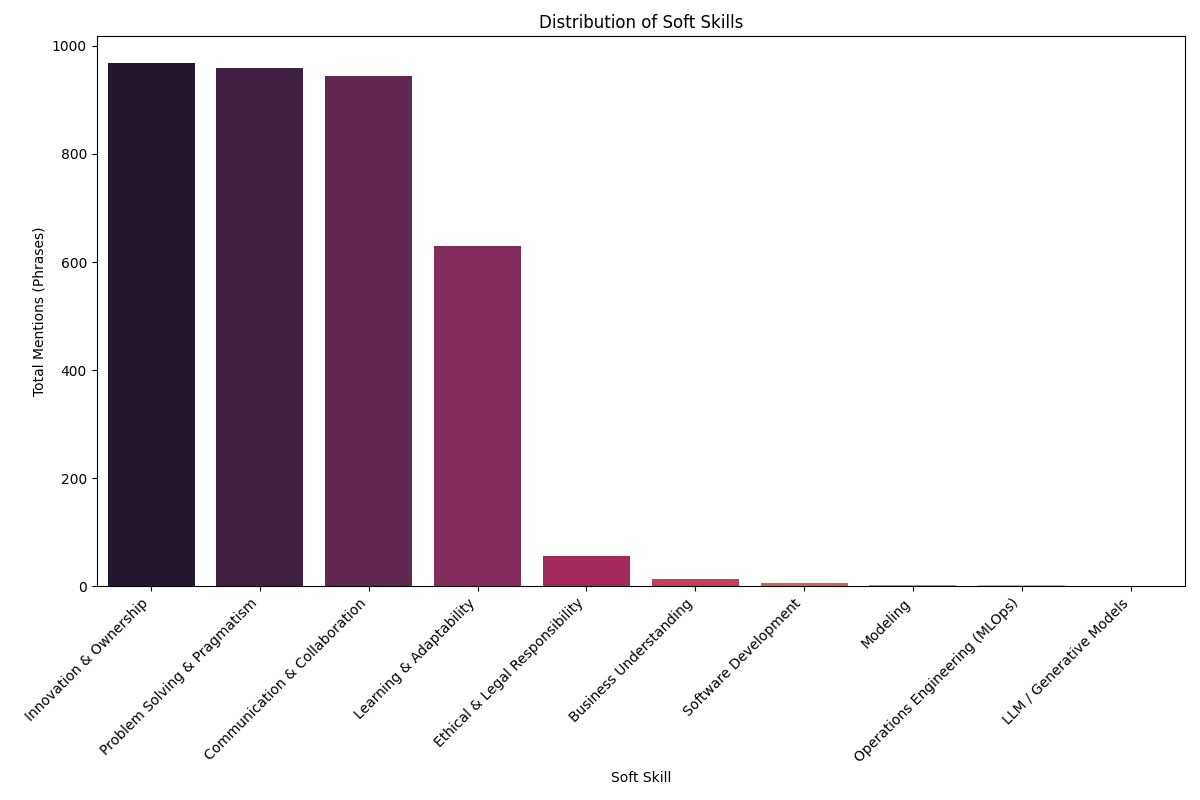 Distribution of Soft Skills
Total Mentions (Phrases)
1000
800
600
400
200
0
Innovation & Ownership
Problem Solving & Pragmatism
Communication & Collaboration
Learning & Adaptability
Ethical & Legal Responsibility
Business Understanding
Software Development
Modeling
Operations Engineering (MLOps)
LLM / Generative Models
Soft Skill